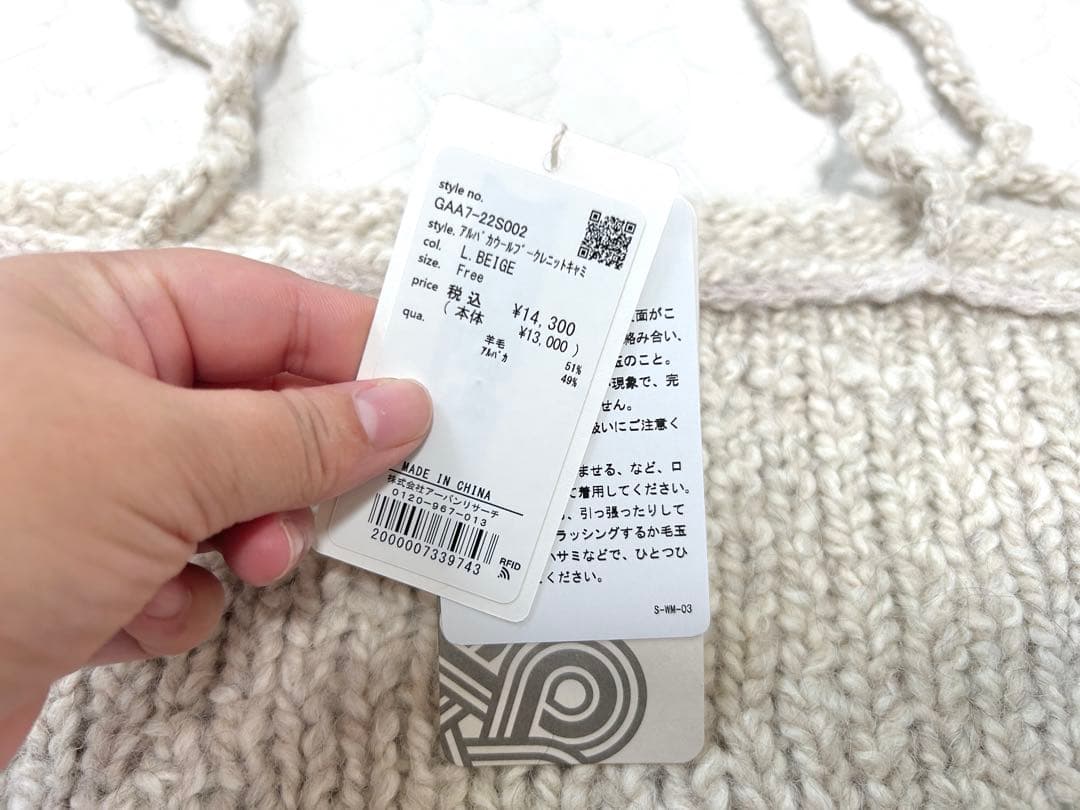 style no.
GAA7-22S002
style. ｱﾙﾊﾟｶｳｰﾙﾌﾞｰｸﾚﾆｯﾄｷｬﾐ
col. L.BEIGE
size. Free
price 税込 ¥14,300
(本体 ¥13,000)
qua.
羊毛 51%
ｱﾙﾊﾟｶ 49%
MADE IN CHINA
株式会社アーバンリサーチ
0120-967-013
2000007339743
RFID
面がこ
絡み合い、
玉のこと。
現象で、完
せん。
扱いにご注意く
ませる、など、ロ
て着用してください。
、引っ張ったりして
ラッシングするか毛玉
ハサミなどで、ひとつひ
ください。
S-WM-03